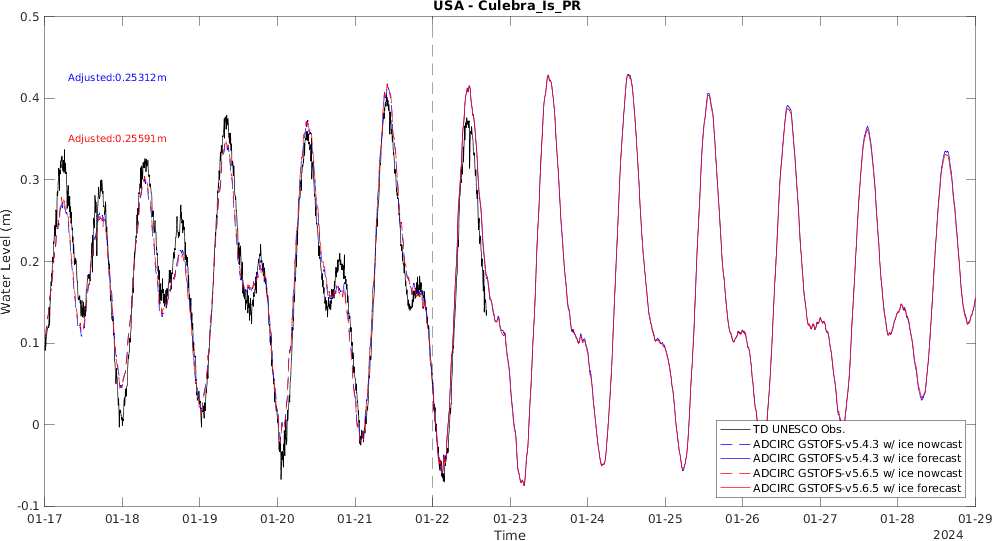 USA - Culebra_Is_PR
Adjusted:0.25312m
Adjusted:0.25591m
Water Level (m)
0.5
0.4
0.3
0.2
0.1
0
-0.1
01-17 01-18 01-19 01-20 01-21 01-22 01-23 01-24 01-25 01-26 01-27 01-28 01-29
Time
2024
TD UNESCO Obs.
ADCIRC GSTOFS-v5.4.3 w/ ice nowcast
ADCIRC GSTOFS-v5.4.3 w/ ice forecast
ADCIRC GSTOFS-v5.6.5 w/ ice nowcast
ADCIRC GSTOFS-v5.6.5 w/ ice forecast